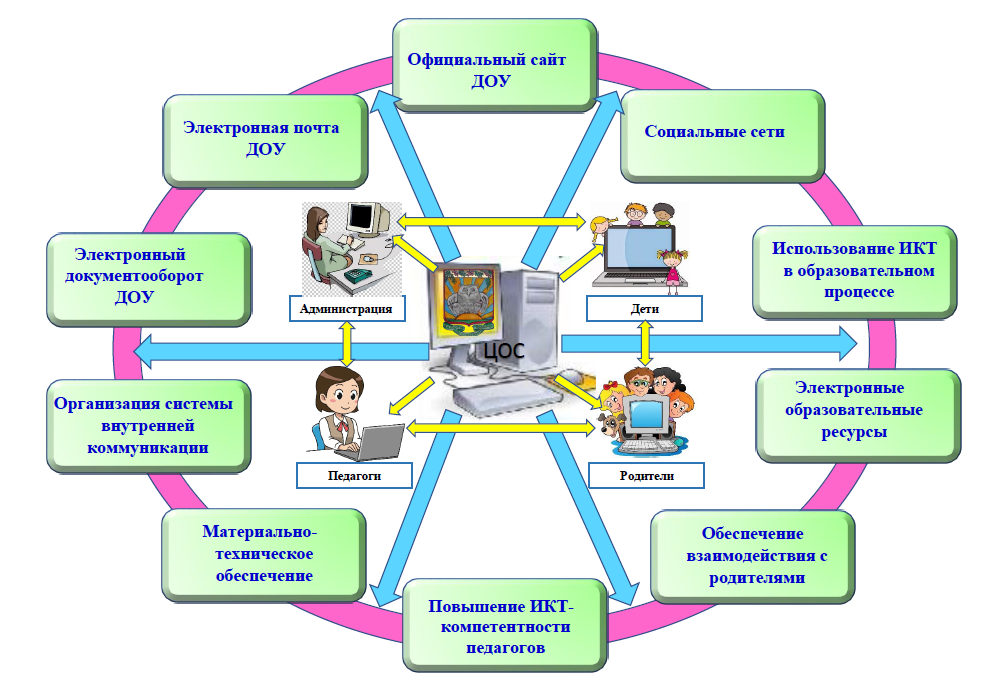 Официальный сайт
ДОУ
Электронная почта
ДОУ
Социальные сети
Электронный
документооборот
ДОУ
Использование ИКТ
в образовательном
процессе
Администрация
Дети
ЦОС
Организация системы
внутренней
коммуникации
Электронные
образовательные
ресурсы
Педагоги
Родители
Материально-
техническое
обеспечение
Обеспечение
взаимодействия с
родителями
Повышение ИКТ-
компетентности
педагогов